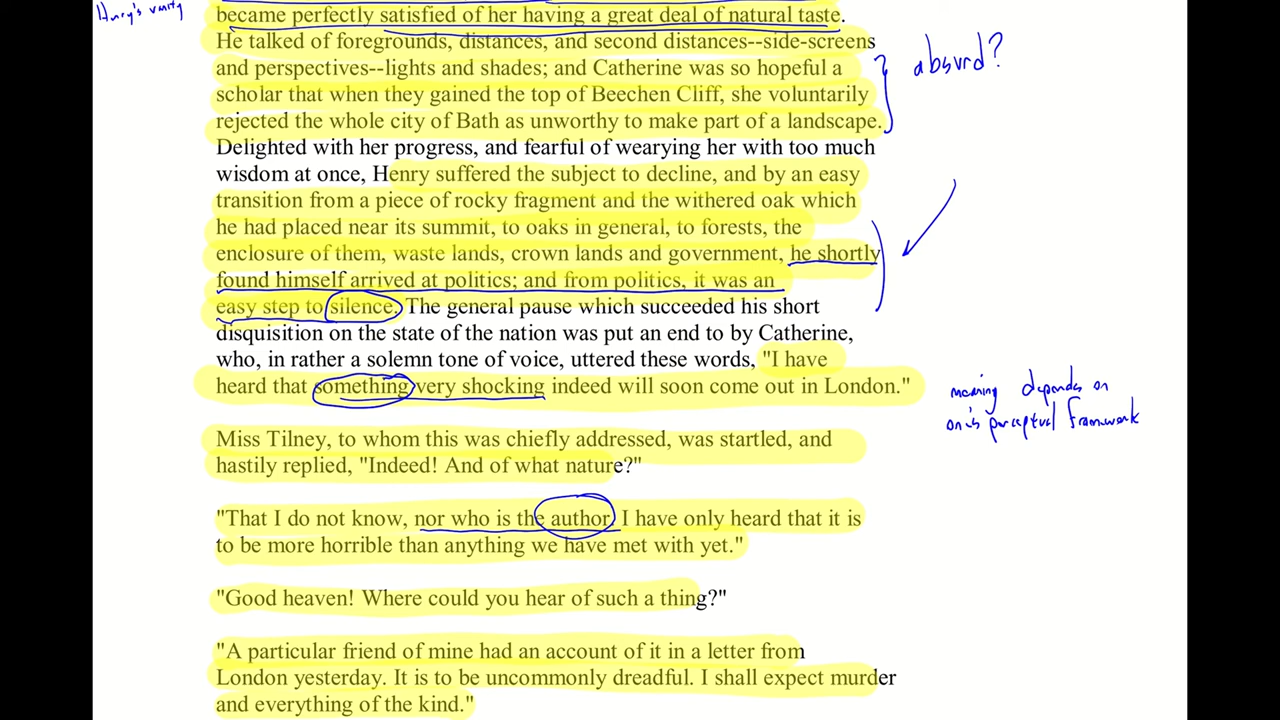 Henry's vanity
became perfectly satisfied of her having a great deal of natural taste.
He talked of foregrounds, distances, and second distances--side-screens
and perspectives--lights and shades; and Catherine was so hopeful a
absurd?
scholar that when they gained the top of Beechen Cliff, she voluntarily
rejected the whole city of Bath as unworthy to make part of a landscape.
Delighted with her progress, and fearful of wearying her with too much
wisdom at once, Henry suffered the subject to decline, and by an easy
transition from a piece of rocky fragment and the withered oak which
he had placed near its summit, to oaks in general, to forests, the
enclosure of them, waste lands, crown lands and government, he shortly
found himself arrived at politics; and from politics, it was an
easy step to silence. The general pause which succeeded his short
disquisition on the state of the nation was put an end to by Catherine,
who, in rather a solemn tone of voice, uttered these words, "I have
heard that something very shocking indeed will soon come out in London."
meaning depends on
one's perceptual framework
Miss Tilney, to whom this was chiefly addressed, was startled, and
hastily replied, "Indeed! And of what nature?"
"That I do not know, nor who is the author. I have only heard that it is
to be more horrible than anything we have met with yet."
"Good heaven! Where could you hear of such a thing?"
"A particular friend of mine had an account of it in a letter from
London yesterday. It is to be uncommonly dreadful. I shall expect murder
and everything of the kind."